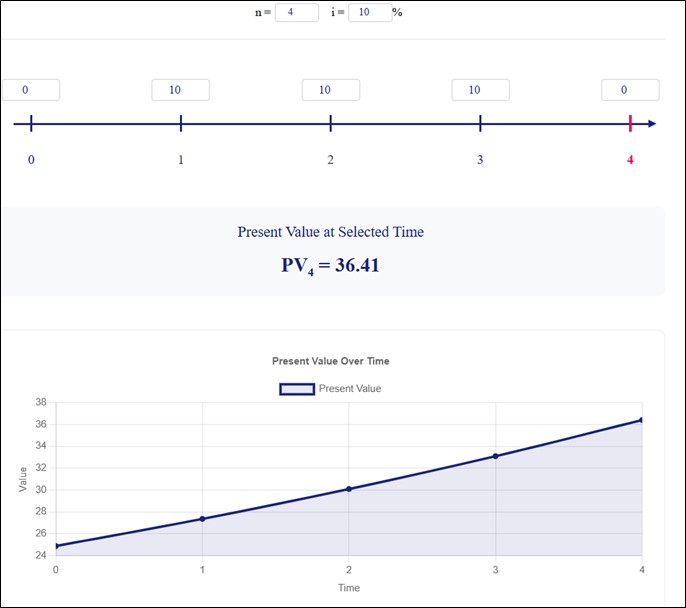 n = 4 i = 10 %
0 10 10 10 0
0 1 2 3 4
Present Value at Selected Time
PV₄ = 36.41
Present Value Over Time
Present Value
38
36
34
32
30
28
26
24
Value
0 1 2 3 4
Time